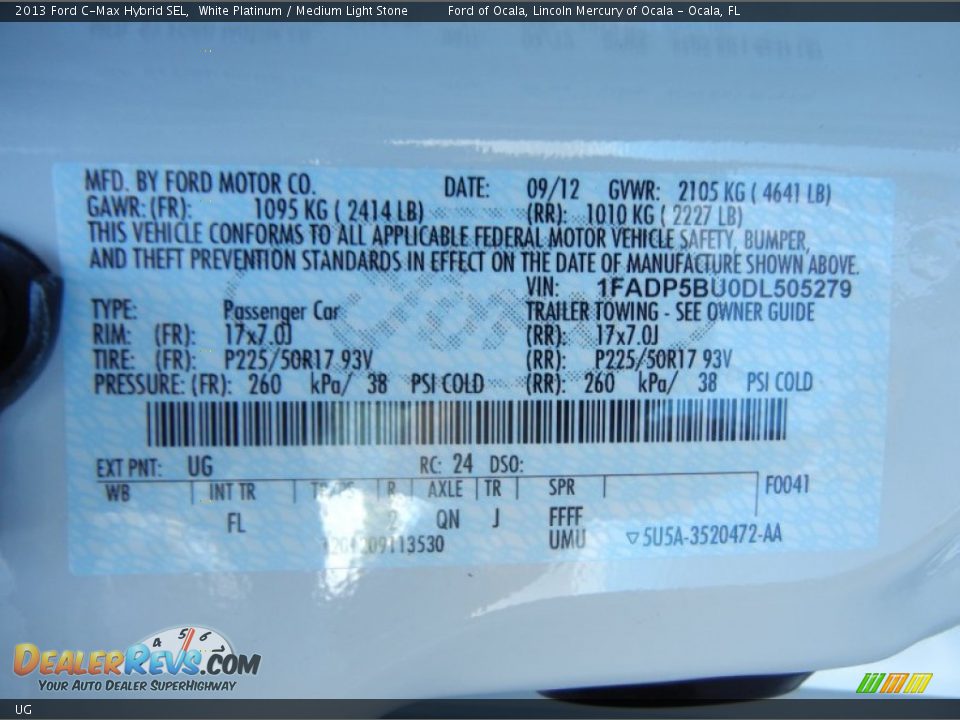 2013 Ford C-Max Hybrid SEL, White Platinum / Medium Light Stone Ford of Ocala, Lincoln Mercury of Ocala - Ocala, FL
MFD. BY FORD MOTOR CO. DATE: 09/12 GVWR: 2105 KG ( 4641 LB)
GAWR: (FR): 1095 KG ( 2414 LB) (RR): 1010 KG ( 2227 LB)
THIS VEHICLE CONFORMS TO ALL APPLICABLE FEDERAL MOTOR VEHICLE SAFETY, BUMPER,
AND THEFT PREVENTION STANDARDS IN EFFECT ON THE DATE OF MANUFACTURE SHOWN ABOVE.
VIN: 1FADP5BU0DL505279
TYPE: Passenger Car TRAILER TOWING - SEE OWNER GUIDE
RIM: (FR): 17x7.0J (RR): 17x7.0J
TIRE: (FR): P225/50R17 93V (RR): P225/50R17 93V
PRESSURE: (FR): 260 kPa/ 38 PSI COLD (RR): 260 kPa/ 38 PSI COLD
EXT PNT: UG RC: 24 DSO:
WB INT TR R AXLE TR SPR F0041
FL 2 QN J FFFF
UMU ▽5U5A-3520472-AA
4 5 6
DEALERREVS.COM
YOUR AUTO DEALER SUPERHIGHWAY
UG